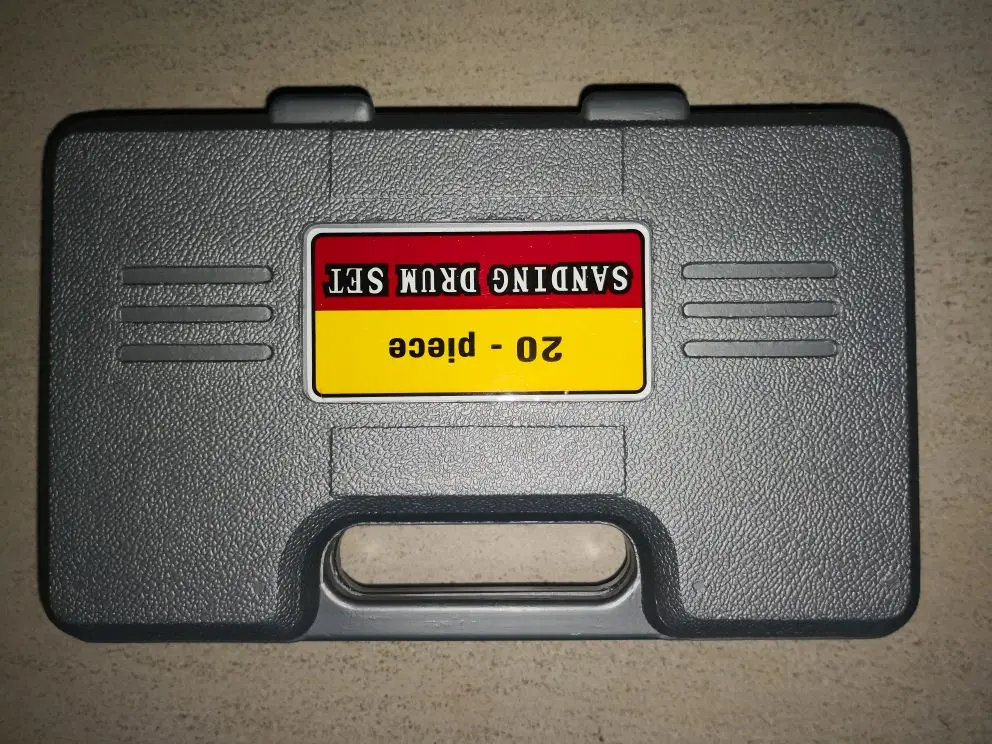 SANDING DRUM SET
20 - piece